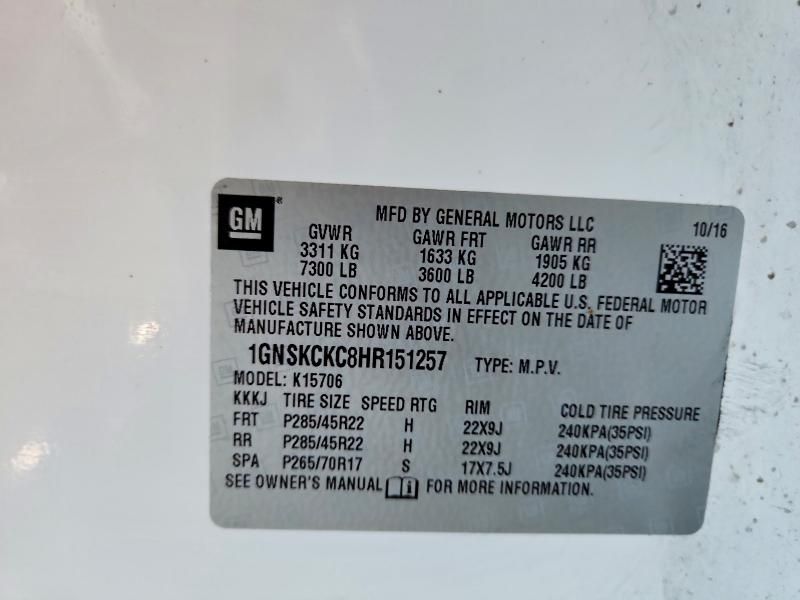 GM ® MFD BY GENERAL MOTORS LLC 10/16
GVWR GAWR FRT GAWR RR
3311 KG 1633 KG 1905 KG
7300 LB 3600 LB 4200 LB
THIS VEHICLE CONFORMS TO ALL APPLICABLE U.S. FEDERAL MOTOR
VEHICLE SAFETY STANDARDS IN EFFECT ON THE DATE OF
MANUFACTURE SHOWN ABOVE.
1GNSKCKC8HR151257 TYPE: M.P.V.
MODEL: K15706
KKKJ TIRE SIZE SPEED RTG RIM COLD TIRE PRESSURE
FRT P285/45R22 H 22X9J 240KPA(35PSI)
RR P285/45R22 H 22X9J 240KPA(35PSI)
SPA P265/70R17 S 17X7.5J 240KPA(35PSI)
SEE OWNER'S MANUAL i FOR MORE INFORMATION.